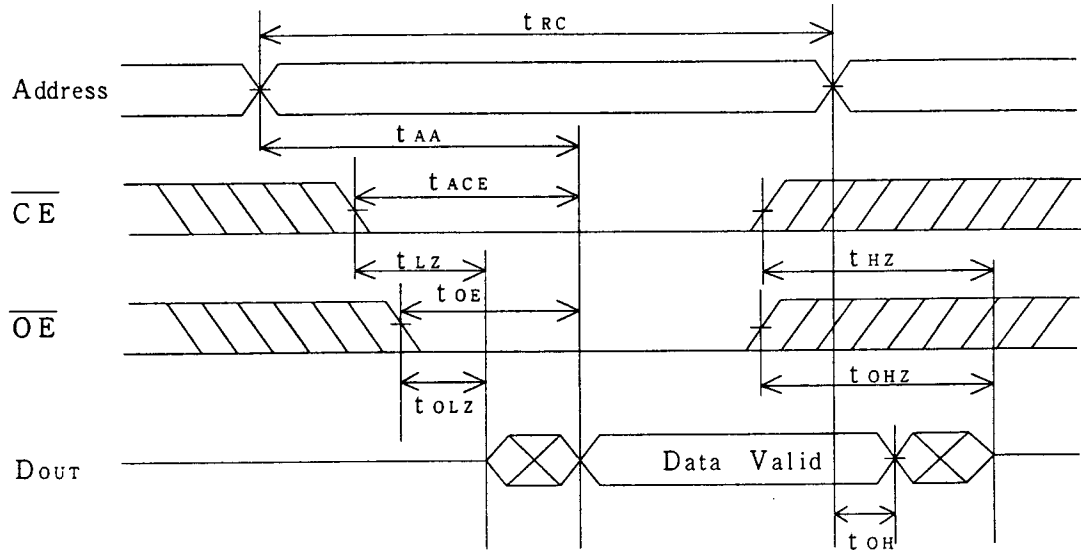 t RC
Address
t AA
CE
t ACE
t LZ
t HZ
OE
t OE
t OLZ
t OHZ
DOUT
Data Valid
t OH